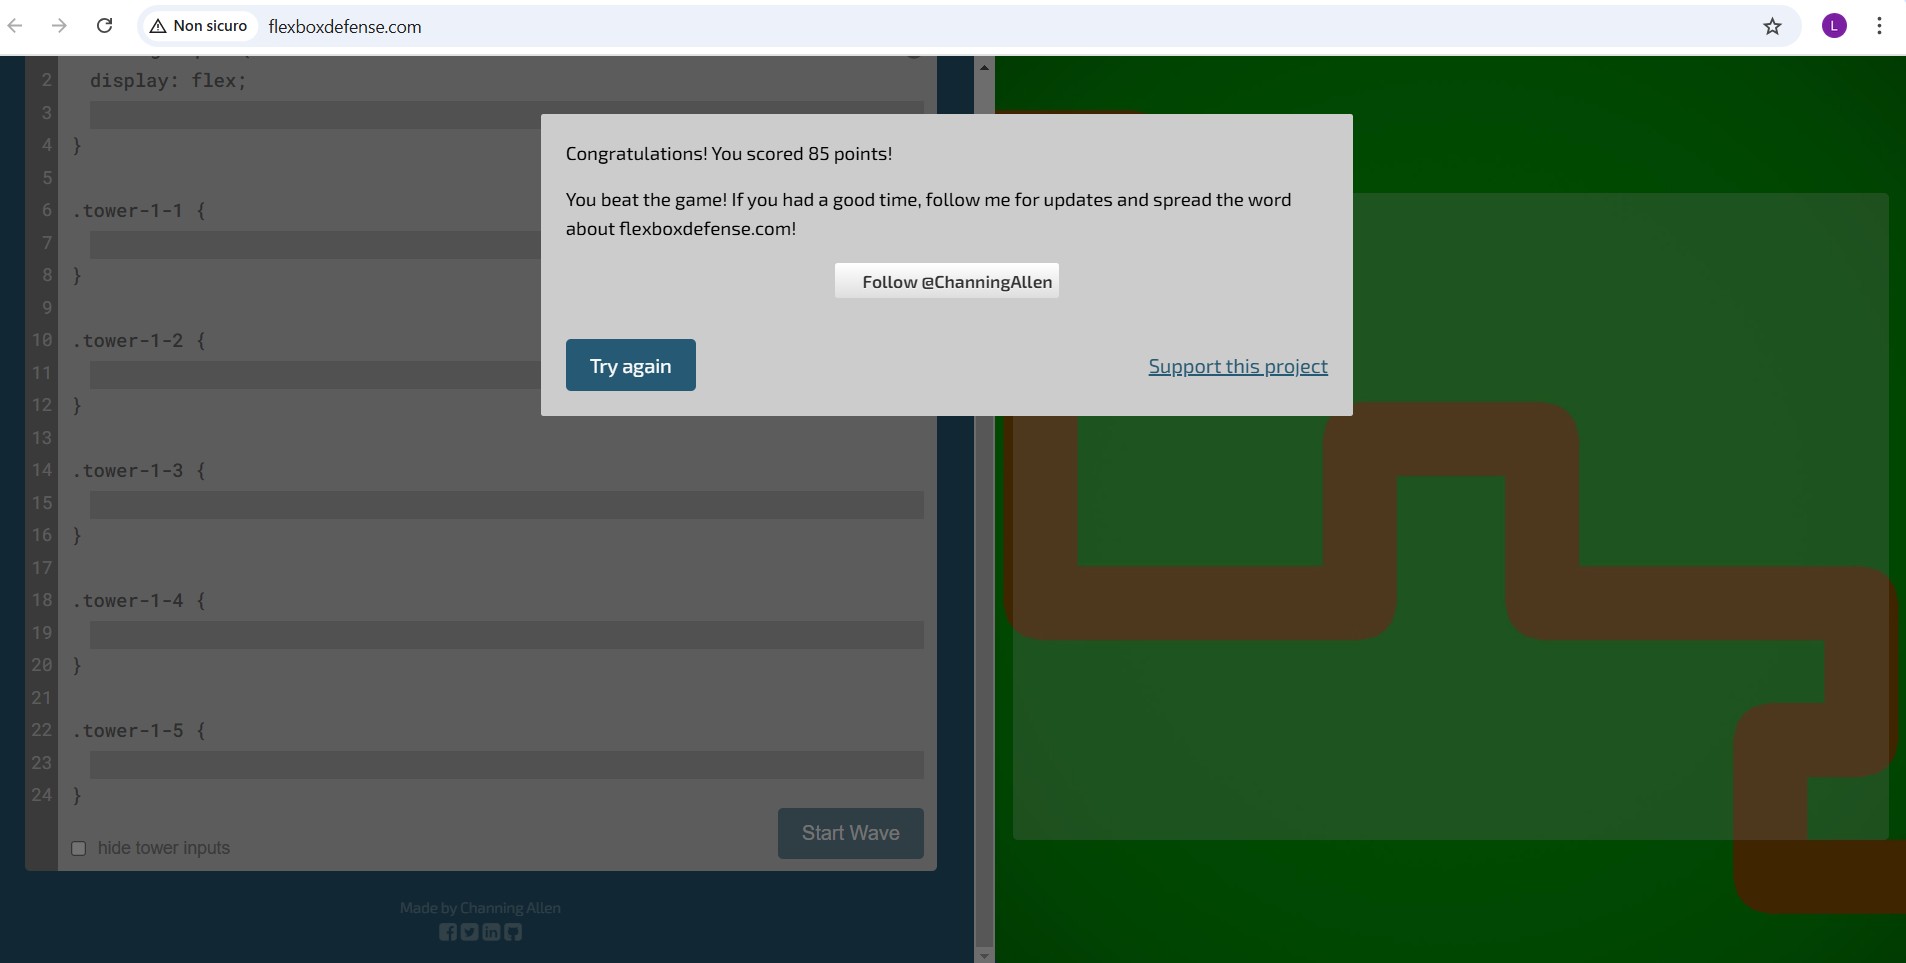 Non sicuro
flexboxdefense.com
L
2 display: flex;
3
4 }
5
6 .tower-1-1 {
7
8 }
9
10 .tower-1-2 {
11
12 }
13
14 .tower-1-3 {
15
16 }
17
18 .tower-1-4 {
19
20 }
21
22 .tower-1-5 {
23
24 }
hide tower inputs
Start Wave
Made by Channing Allen
Congratulations! You scored 85 points!
You beat the game! If you had a good time, follow me for updates and spread the word
about flexboxdefense.com!
Follow @ChanningAllen
Try again
Support this project